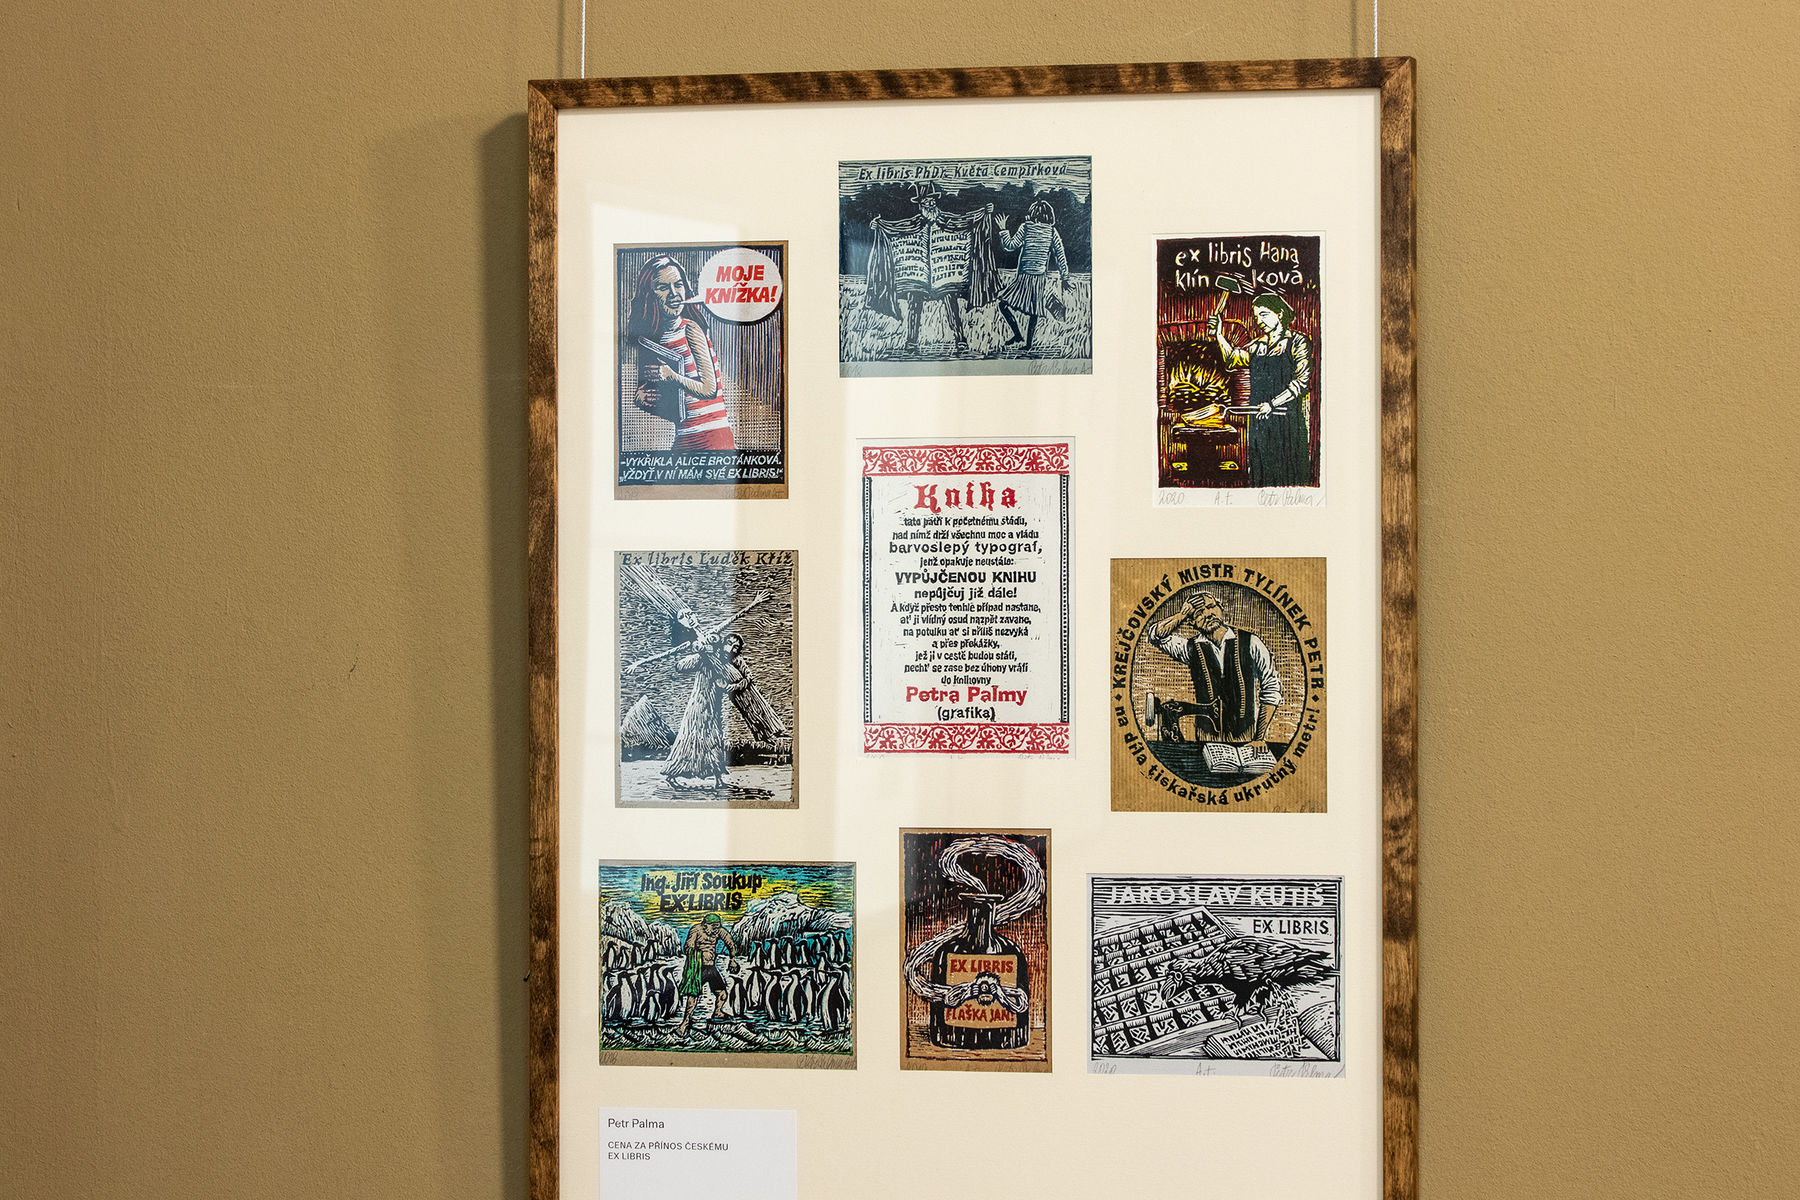 Ex libris PhDr. Květa Cempírková
MOJE
KNÍŽKA!
-VYKŘIKLA ALICE BROTÁNKOVÁ.
VŽDYŤ V NÍ MÁM SVÉ EX LIBRIS!
ex libris Hana
klín ková
2020 A.t. Petr Palma
Kniha
tato patří k početnému stádu,
nad nímž drží všechnu moc a vládu
barvoslepý typograf,
jenž opakuje neustále:
VYPŮJČENOU KNIHU
nepůjčuj již dále!
A když přesto tenhle případ nastane,
ať ji vlídný osud nazpět zavane,
na potulku ať si příliš nezvyká
a přes překážky,
jež jí v cestě budou státi,
nechť se zase bez úhony vrátí
do knihovny
Petra Palmy
(grafika)
Ex libris Luděk Kříž
KREJČOVSKÝ MISTR TYLÍNEK PETR
na díla tiskařská ukrutný metr!
Ing. Jiří Soukup
EX LIBRIS
EX LIBRIS
FLAŠKA JAN!
JAROSLAV KUTIŠ
EX LIBRIS
2020 A.t. Petr Palma
Petr Palma
CENA ZA PŘÍNOS ČESKÉMU
EX LIBRIS